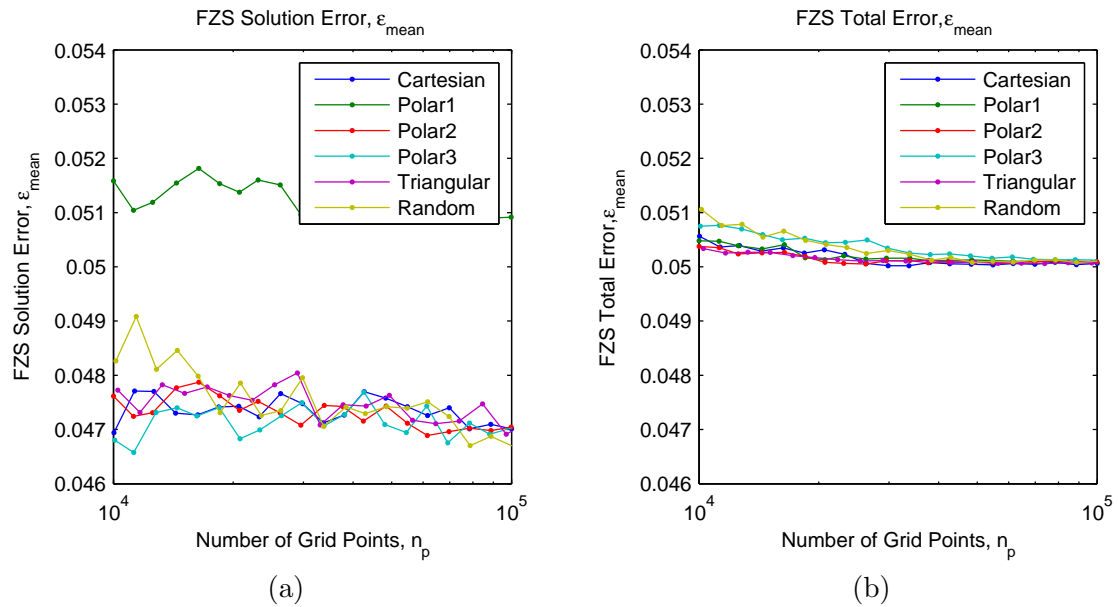 FZS Solution Error, ε_mean
0.054
0.053
0.052
0.051
0.05
0.049
0.048
0.047
0.046
FZS Solution Error, ε_mean
Cartesian
Polar1
Polar2
Polar3
Triangular
Random
10^4
10^5
Number of Grid Points, n_p
(a)
FZS Total Error,ε_mean
0.054
0.053
0.052
0.051
0.05
0.049
0.048
0.047
0.046
FZS Total Error,ε_mean
Cartesian
Polar1
Polar2
Polar3
Triangular
Random
10^4
10^5
Number of Grid Points, n_p
(b)